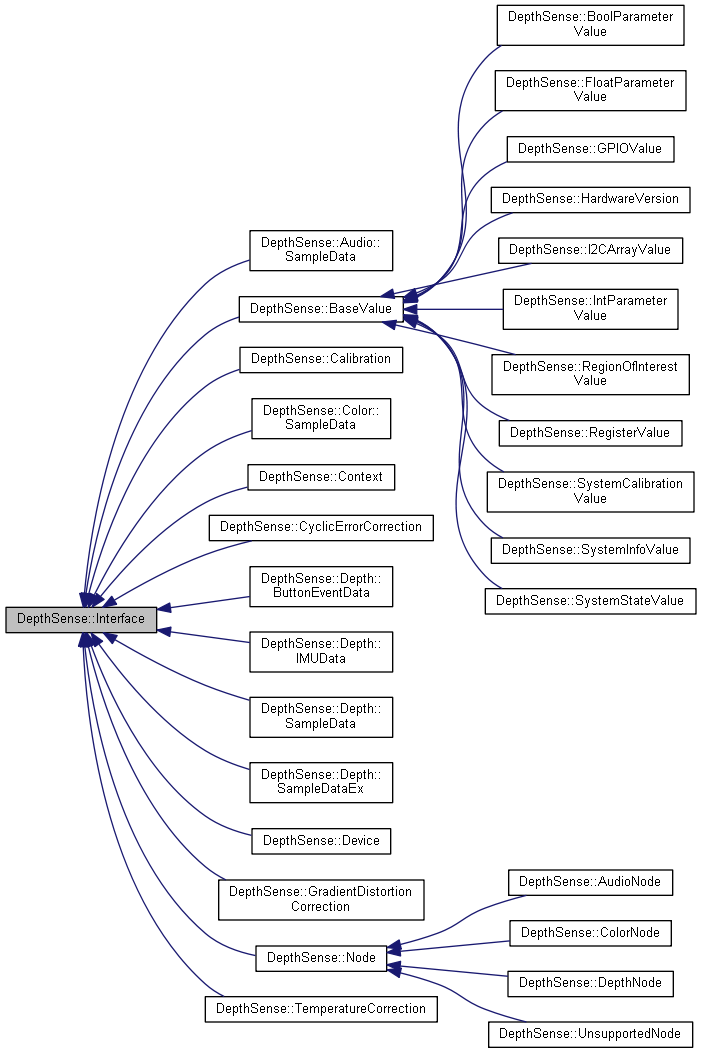 DepthSense::BoolParameter
Value
DepthSense::FloatParameter
Value
DepthSense::GPIOValue
DepthSense::HardwareVersion
DepthSense::Audio::
SampleData
DepthSense::I2CArrayValue
DepthSense::BaseValue
DepthSense::IntParameter
Value
DepthSense::Calibration
DepthSense::RegionOfInterest
Value
DepthSense::Color::
SampleData
DepthSense::RegisterValue
DepthSense::Context
DepthSense::SystemCalibration
Value
DepthSense::CyclicErrorCorrection
DepthSense::SystemInfoValue
DepthSense::Depth::
ButtonEventData
DepthSense::SystemStateValue
DepthSense::Interface
DepthSense::Depth::
IMUData
DepthSense::Depth::
SampleData
DepthSense::Depth::
SampleDataEx
DepthSense::Device
DepthSense::GradientDistortion
Correction
DepthSense::AudioNode
DepthSense::ColorNode
DepthSense::Node
DepthSense::DepthNode
DepthSense::TemperatureCorrection
DepthSense::UnsupportedNode